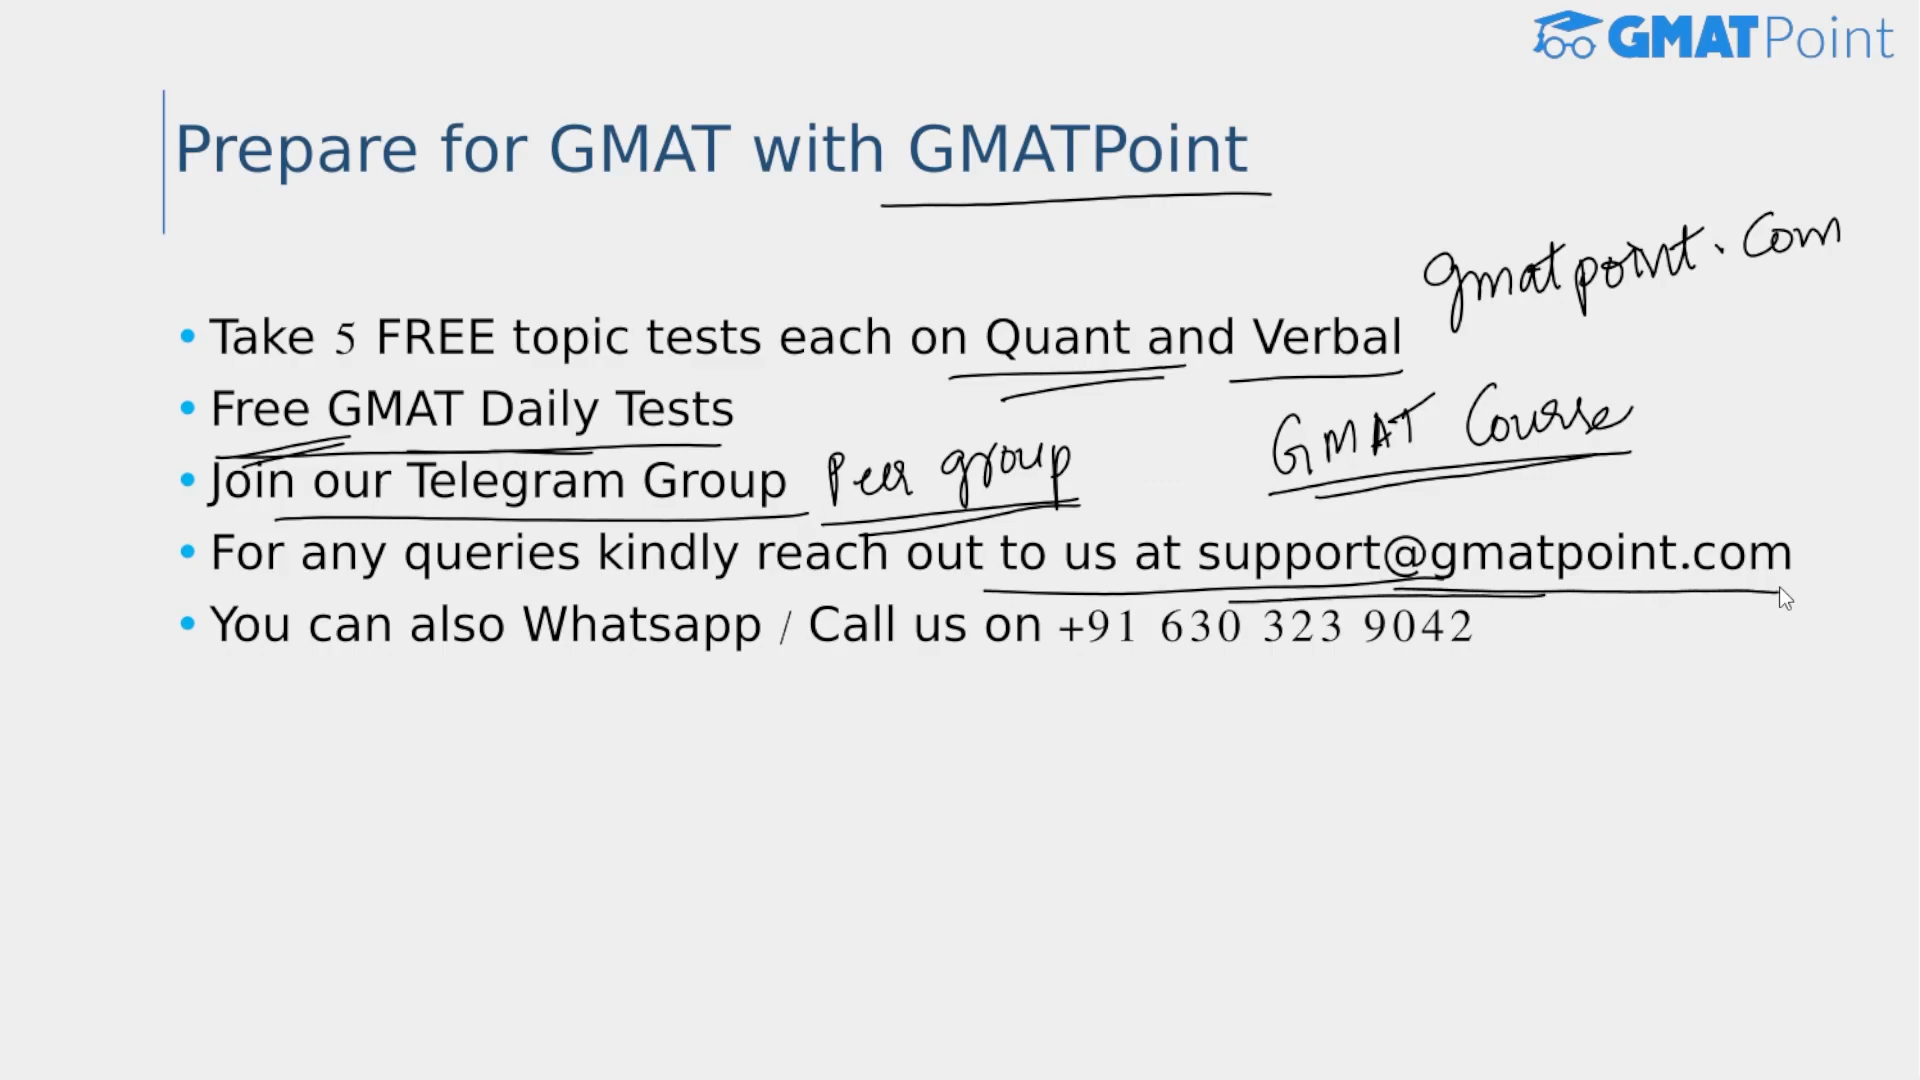 GMATPoint
Prepare for GMAT with GMATPoint
gmatpoint.com
• Take 5 FREE topic tests each on Quant and Verbal
• Free GMAT Daily Tests
GMAT Course
• Join our Telegram Group
Peer group
• For any queries kindly reach out to us at support@gmatpoint.com
• You can also Whatsapp / Call us on +91 630 323 9042